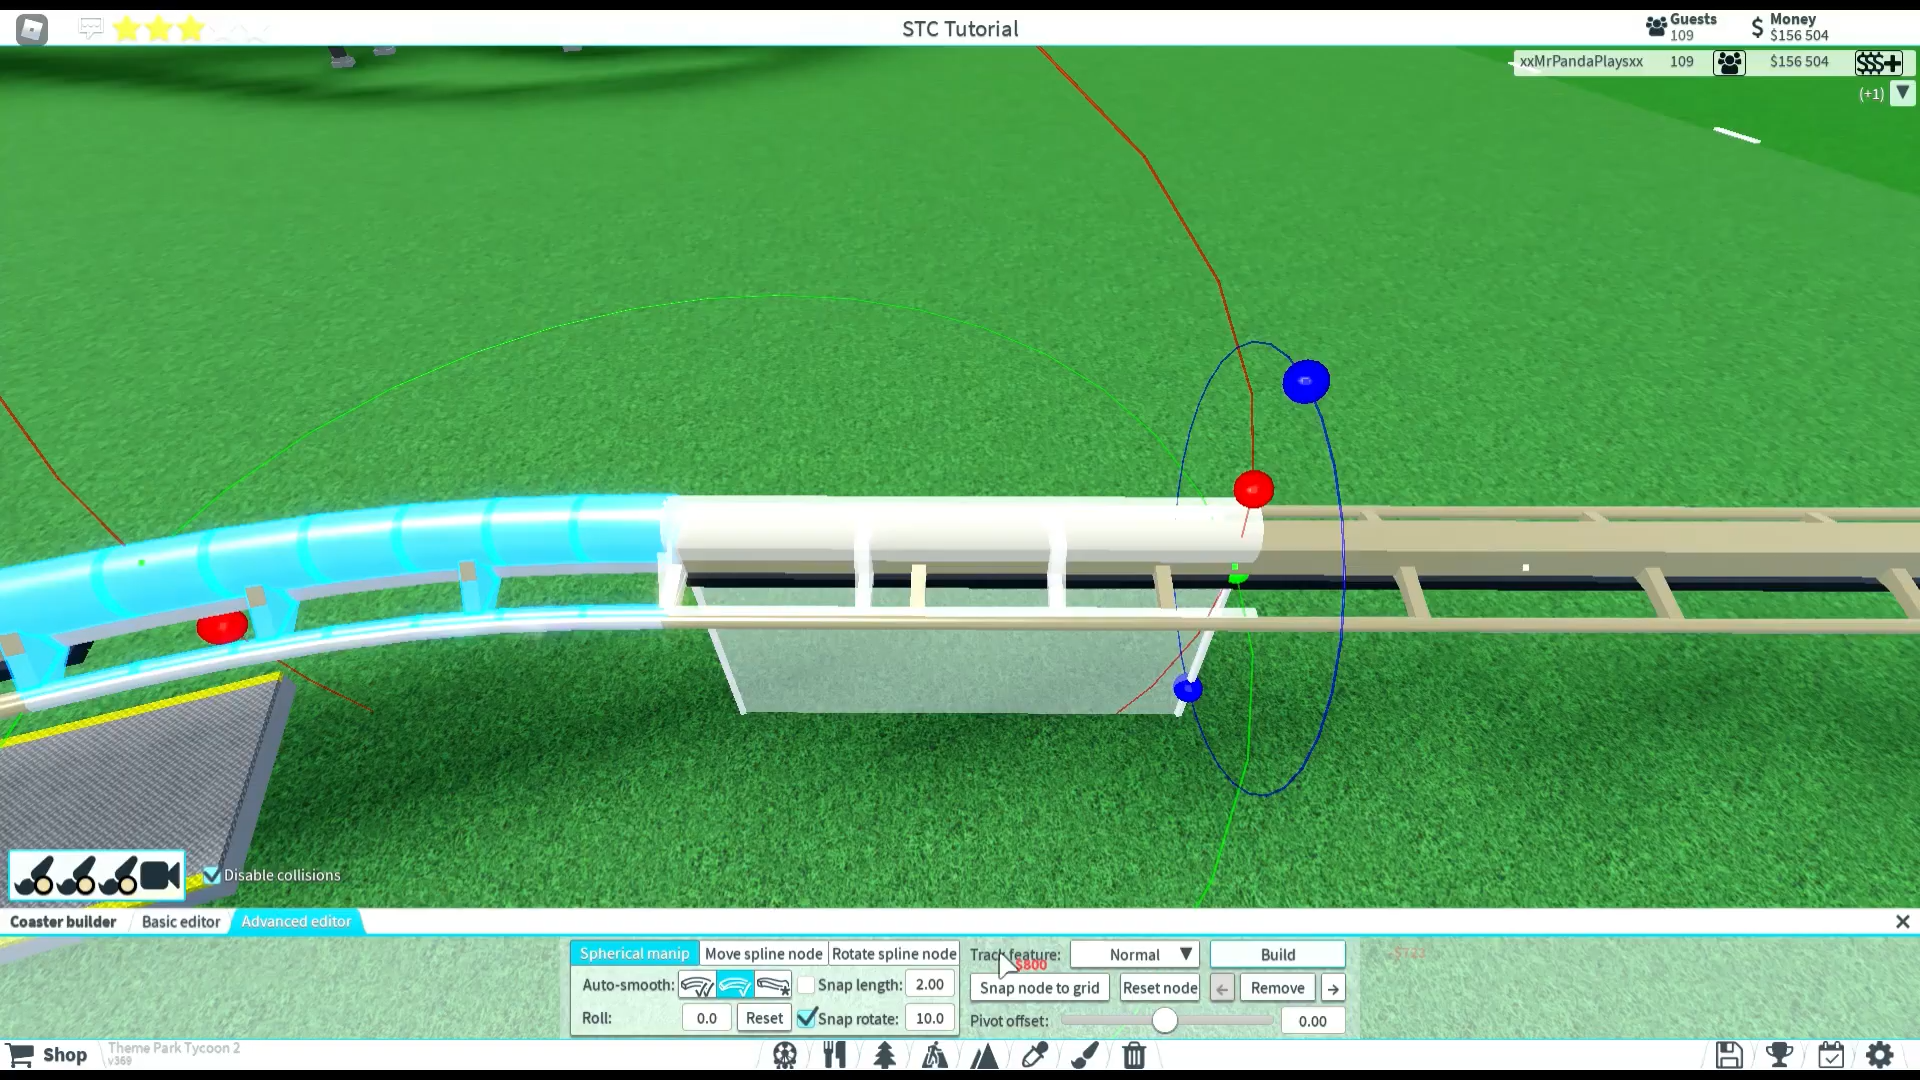 STC Tutorial
Guests
109
Money
$156 504
xxMrPandaPlaysxx 109 $156 504 $$$+
(+1)
Disable collisions
Coaster builder Basic editor Advanced editor
Spherical manip Move spline node Rotate spline node Track feature: Normal Build
$800
Auto-smooth: Snap length: 2.00 Snap node to grid Reset node Remove
Roll: 0.0 Reset Snap rotate: 10.0 Pivot offset: 0.00
Shop
Theme Park Tycoon 2
v369